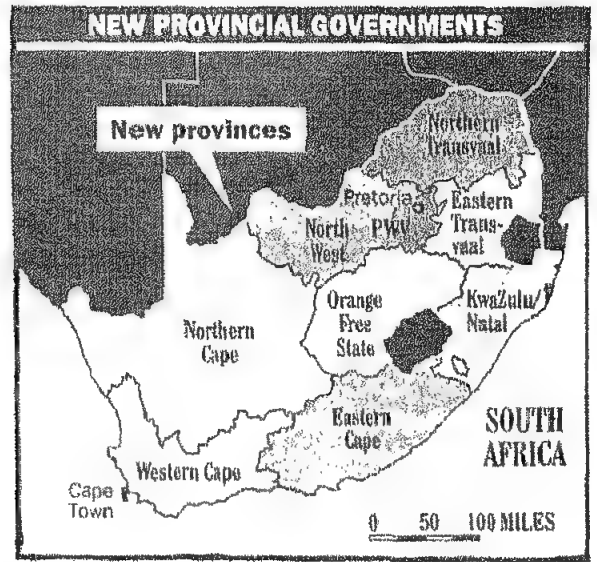 NEW PROVINCIAL GOVERNMENTS
New provinces
Northern
Transvaal
Pretoria
PWV
Eastern
Trans-
vaal
North
West
Orange
Free
State
KwaZulu/
Natal
Northern
Cape
Eastern
Cape
Western Cape
Cape
Town
SOUTH
AFRICA
0 50 100 MILES